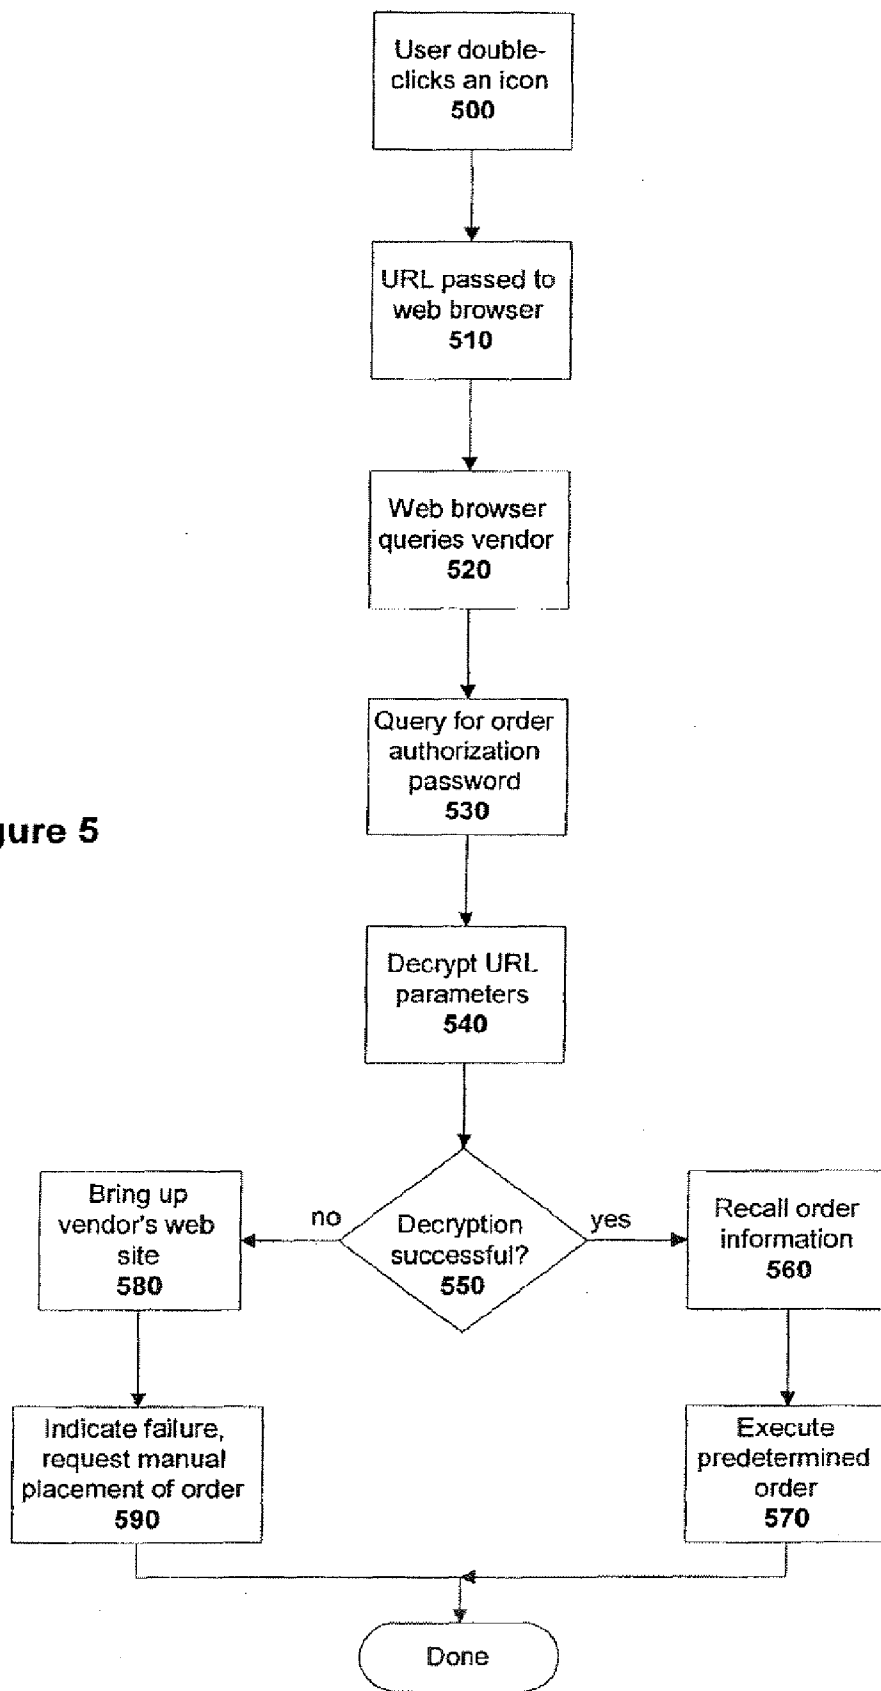 User double-
clicks an icon
500
URL passed to
web browser
510
Web browser
queries vendor
520
Query for order
authorization
password
530
gure 5
Decrypt URL
parameters
540
Decryption
successful?
550
no
yes
Bring up
vendor's web
site
580
Recall order
information
560
Indicate failure,
request manual
placement of order
590
Execute
predetermined
order
570
Done